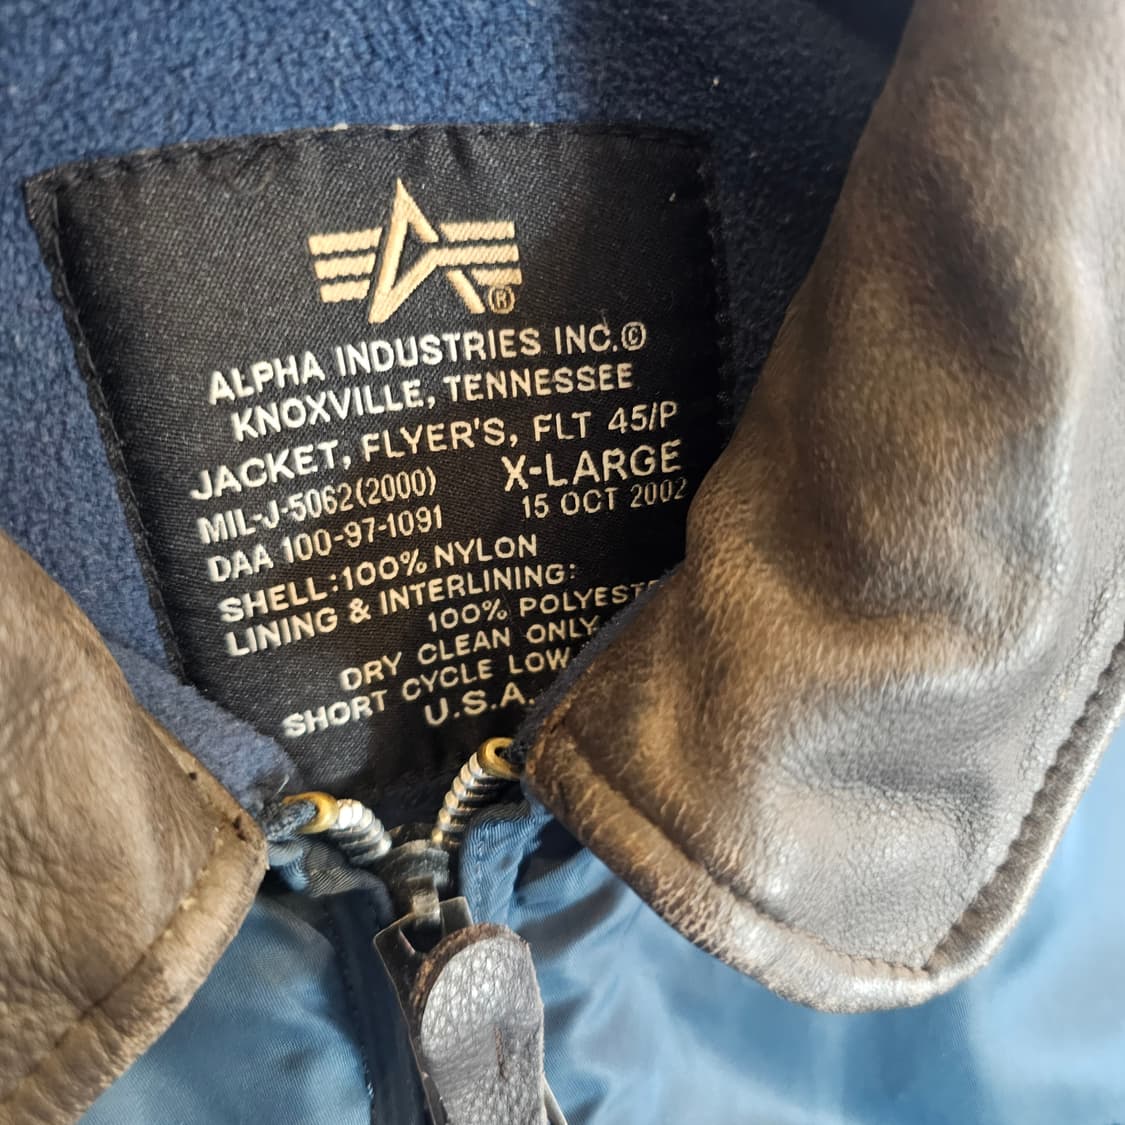 ALPHA INDUSTRIES INC.©
KNOXVILLE, TENNESSEE
JACKET, FLYER'S, FLT 45/P
MIL-J-5062(2000) X-LARGE
DAA 100-97-1091 15 OCT 2002
SHELL:100% NYLON
LINING & INTERLINING:
100%
DRY CLEAN ONLY
SHORT CYCLE LOW
U.S.A.
®